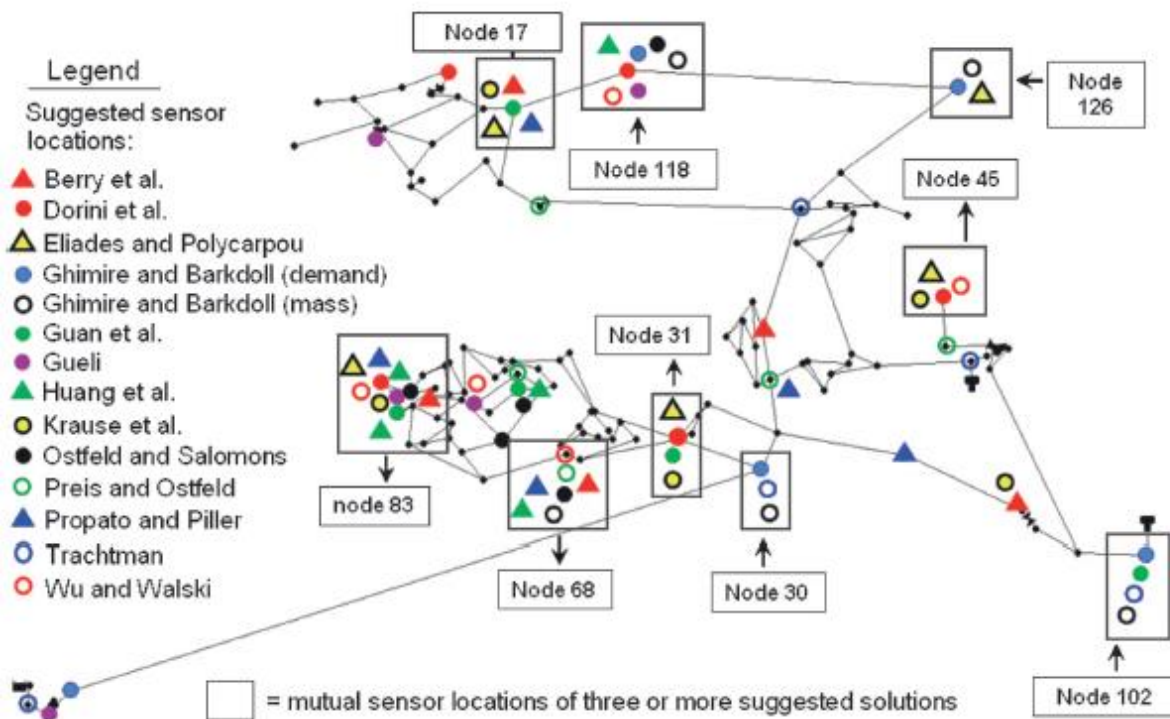 Node 17
Legend
Suggested sensor
locations:
Berry et al.
Dorini et al.
Eliades and Polycarpou
Ghimire and Barkdoll (demand)
Ghimire and Barkdoll (mass)
Guan et al.
Gueli
Huang et al.
Krause et al.
Ostfeld and Salomons
Preis and Ostfeld
Propato and Piller
Trachtman
Wu and Walski
Node
126
Node 118
Node 45
Node 31
node 83
Node 68
Node 30
Node 102
= mutual sensor locations of three or more suggested solutions